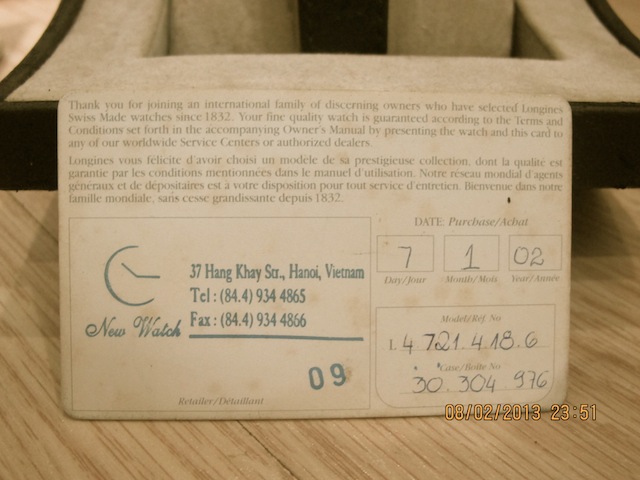 Thank you for joining an international family of discerning owners who have selected Longines
Swiss Made watches since 1832. Your fine quality watch is guaranteed according to the Terms and
Conditions set forth in the accompanying Owner's Manual by presenting the watch and this card to
any of our worldwide Service Centers or authorized dealers.
Longines vous félicite d'avoir choisi un modele de sa prestigieuse collection, dont la qualité est
garantie par les conditions mentionnées dans le manuel d'utilisation. Notre réseau mondial d'agents
généraux et de dépositaires est à votre disposition pour tout service d'entretien. Bienvenue dans notre
famille mondiale, sans cesse grandissante depuis 1832.
DATE: Purchase/Achat
7 1 02
Day/Jour Month/Mois Year/Année
37 Hang Khay Str., Hanoi, Vietnam
Tel : (84.4) 934 4865
Fax : (84.4) 934 4866
New Watch
09
Retailer/Détaillant
Model/Réf. No
L 4 721.4 18.6
Case/Boîte No
30.304 976
08/02/2013 23:51